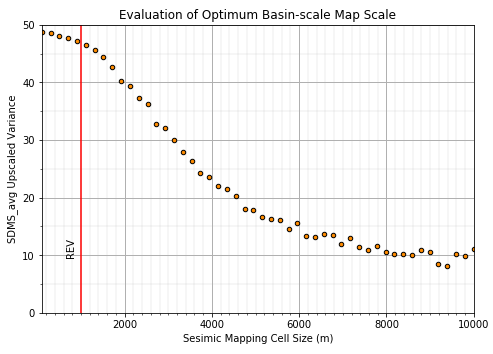 Evaluation of Optimum Basin-scale Map Scale
50
40
30
20
10
0
SDMS_avg Upscaled Variance
REV
2000 4000 6000 8000 10000
Sesimic Mapping Cell Size (m)